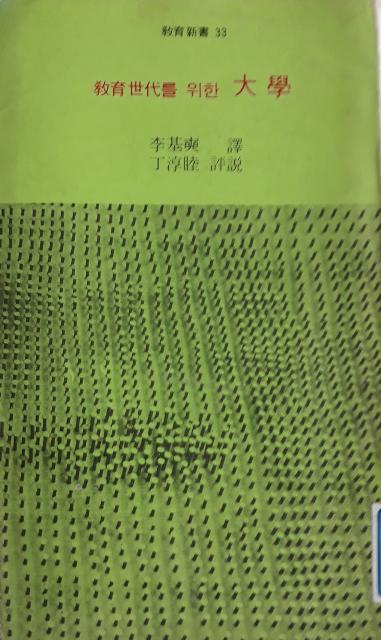 敎育新書 33
敎育世代를 위한 大學
李基奭 譯
丁淳睦 評説